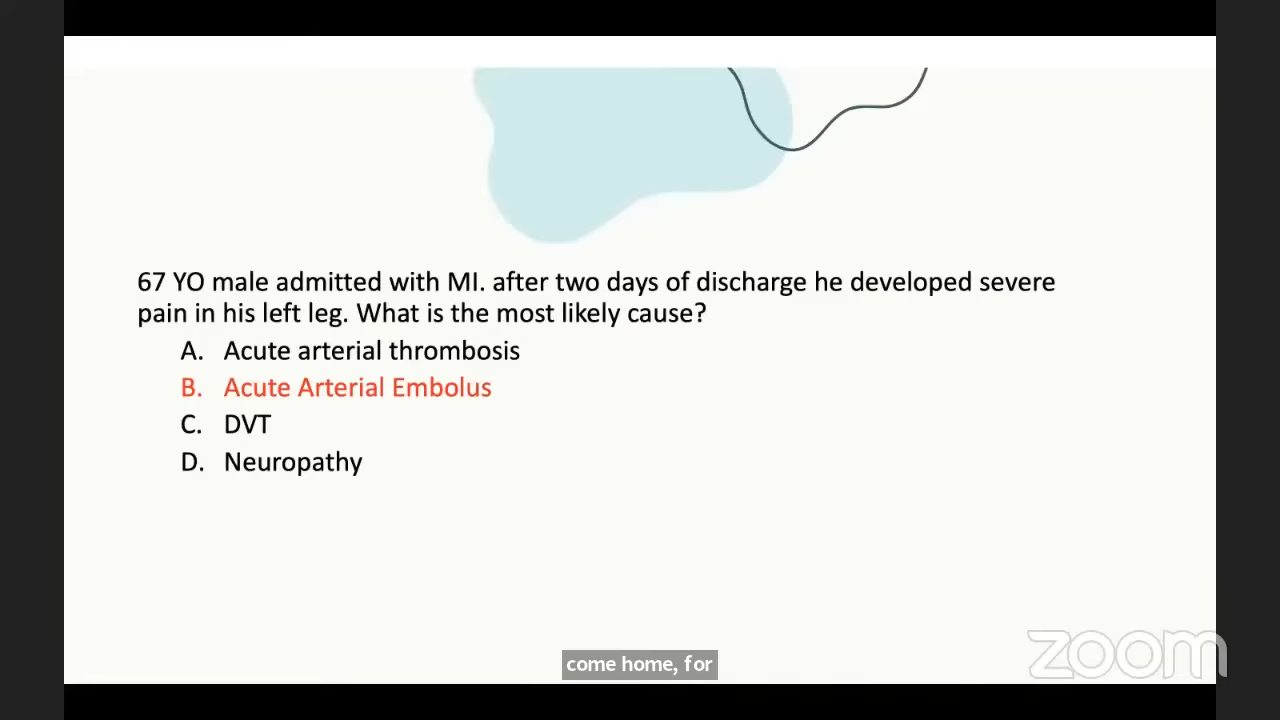 67 YO male admitted with MI. after two days of discharge he developed severe
pain in his left leg. What is the most likely cause?
A. Acute arterial thrombosis
B. Acute Arterial Embolus
C. DVT
D. Neuropathy
come home, for
zoom